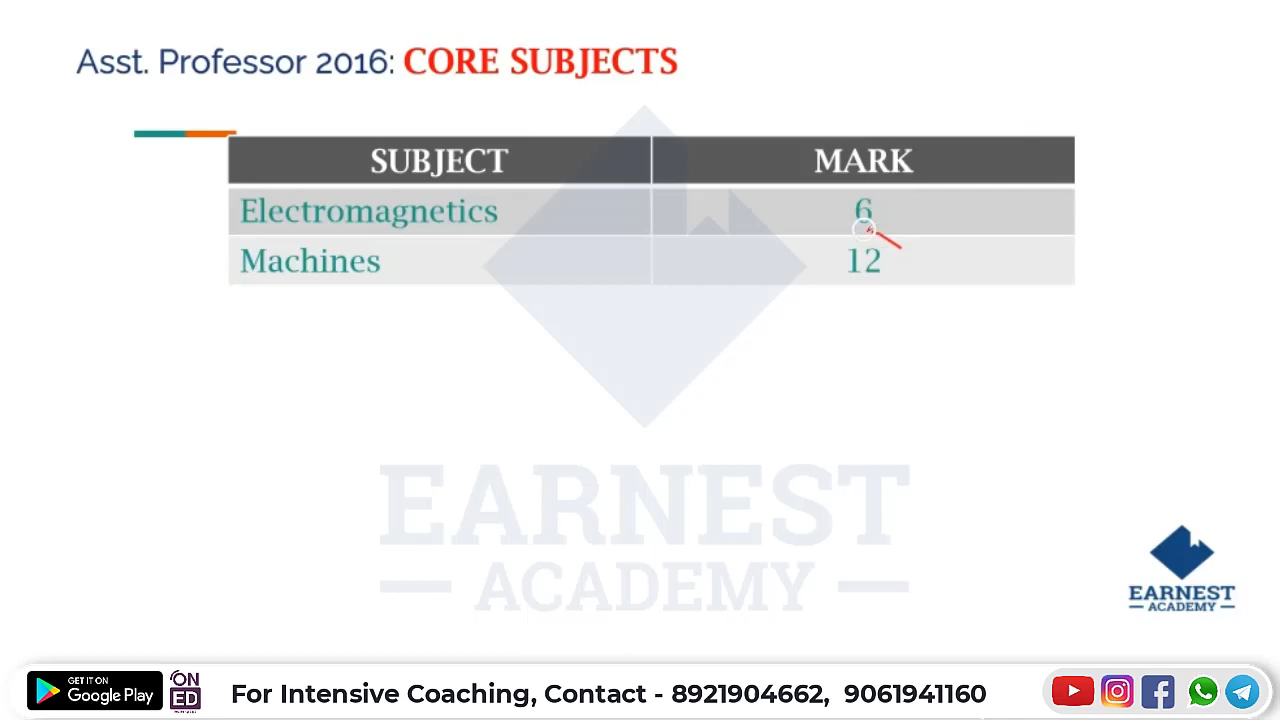 Asst. Professor 2016: CORE SUBJECTS
SUBJECT MARK
Electromagnetics 6
Machines 12
EARNEST
ACADEMY
EARNEST
ACADEMY
GET IT ON
Google Play
ON
ED
For Intensive Coaching, Contact - 8921904662, 9061941160